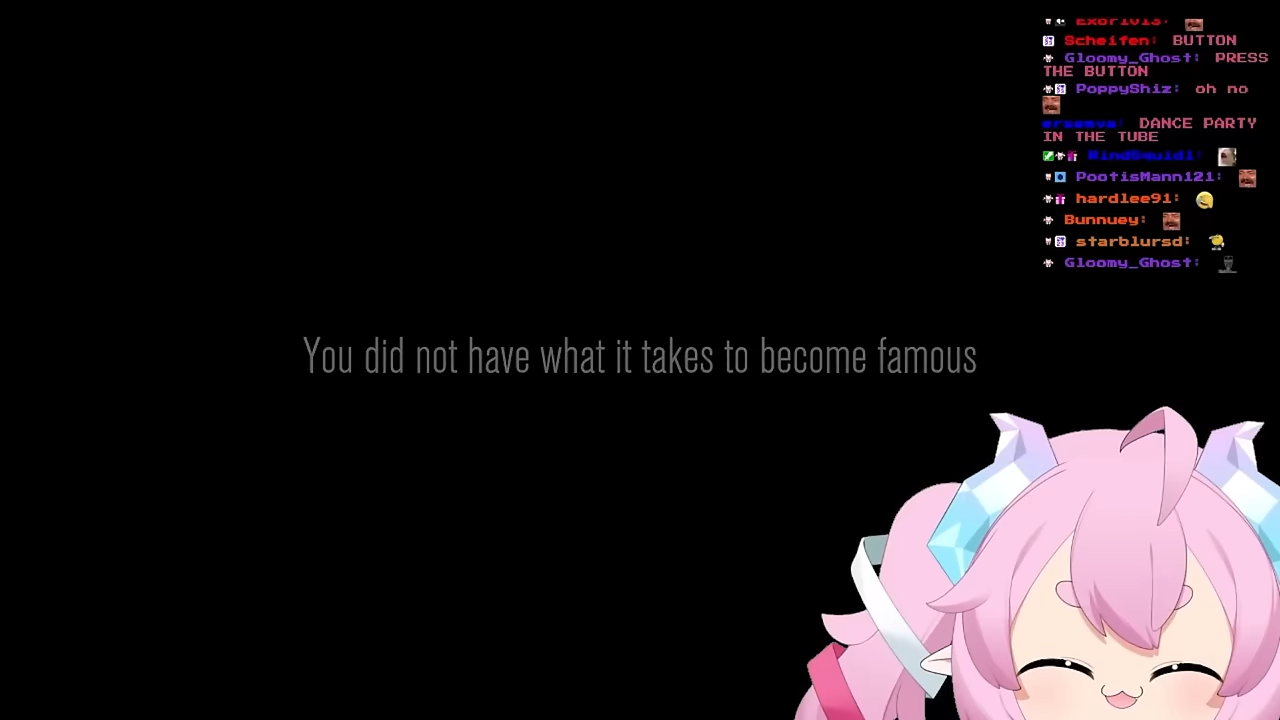 Scheifen: BUTTON
Gloomy_Ghost: PRESS
THE BUTTON
PoppyShiz: oh no
DANCE PARTY
IN THE TUBE
PootisMann121:
hardlee91:
Bunnuey:
starblursd:
Gloomy_Ghost:
You did not have what it takes to become famous